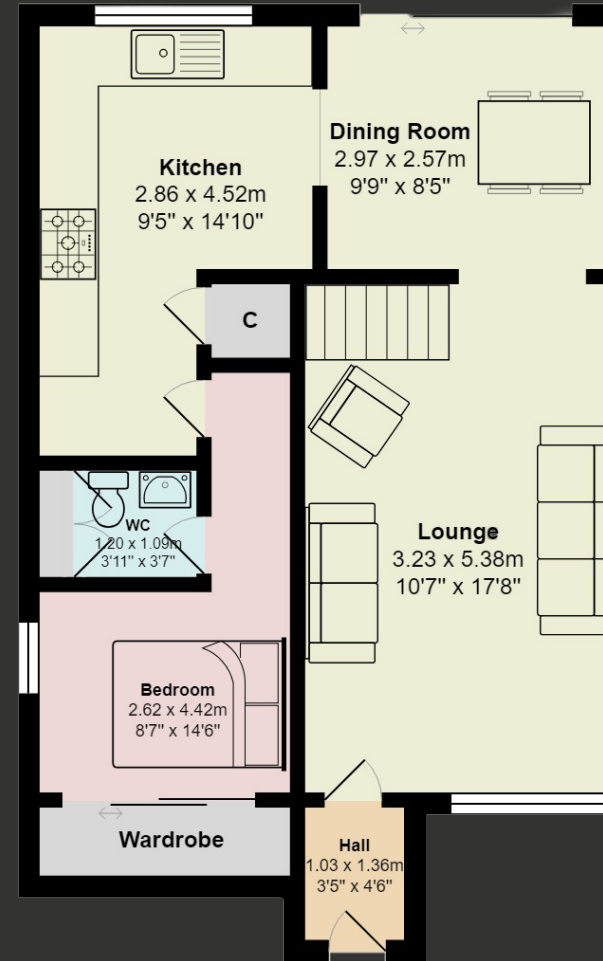 Kitchen
2.86 x 4.52m
9'5" x 14'10"
Dining Room
2.97 x 2.57m
9'9" x 8'5"
C
WC
1.20 x 1.09m
3'11" x 3'7"
Lounge
3.23 x 5.38m
10'7" x 17'8"
Bedroom
2.62 x 4.42m
8'7" x 14'6"
Wardrobe
Hall
1.03 x 1.36m
3'5" x 4'6"